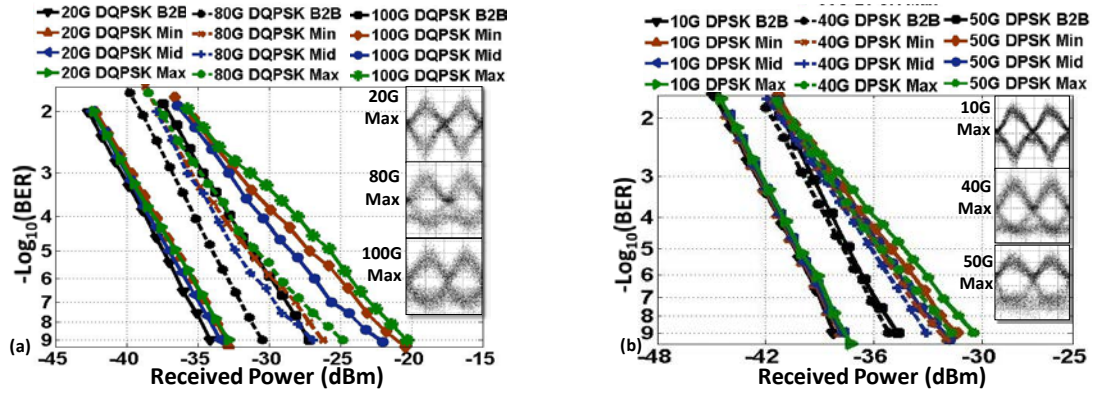 20G DQPSK B2B 80G DQPSK B2B 100G DQPSK B2B
20G DQPSK Min 80G DQPSK Min 100G DQPSK Min
20G DQPSK Mid 80G DQPSK Mid 100G DQPSK Mid
20G DQPSK Max 80G DQPSK Max 100G DQPSK Max
-Log10(BER)
2
3
4
5
6
7
8
9
20G
Max
80G
Max
100G
Max
(a)
-45 -40 -35 -30 -25 -20 -15
Received Power (dBm)
10G DPSK B2B 40G DPSK B2B 50G DPSK B2B
10G DPSK Min 40G DPSK Min 50G DPSK Min
10G DPSK Mid 40G DPSK Mid 50G DPSK Mid
10G DPSK Max 40G DPSK Max 50G DPSK Max
-Log10(BER)
2
3
4
5
6
7
8
9
10G
Max
40G
Max
50G
Max
(b)
-48 -42 -36 -30 -25
Received Power (dBm)